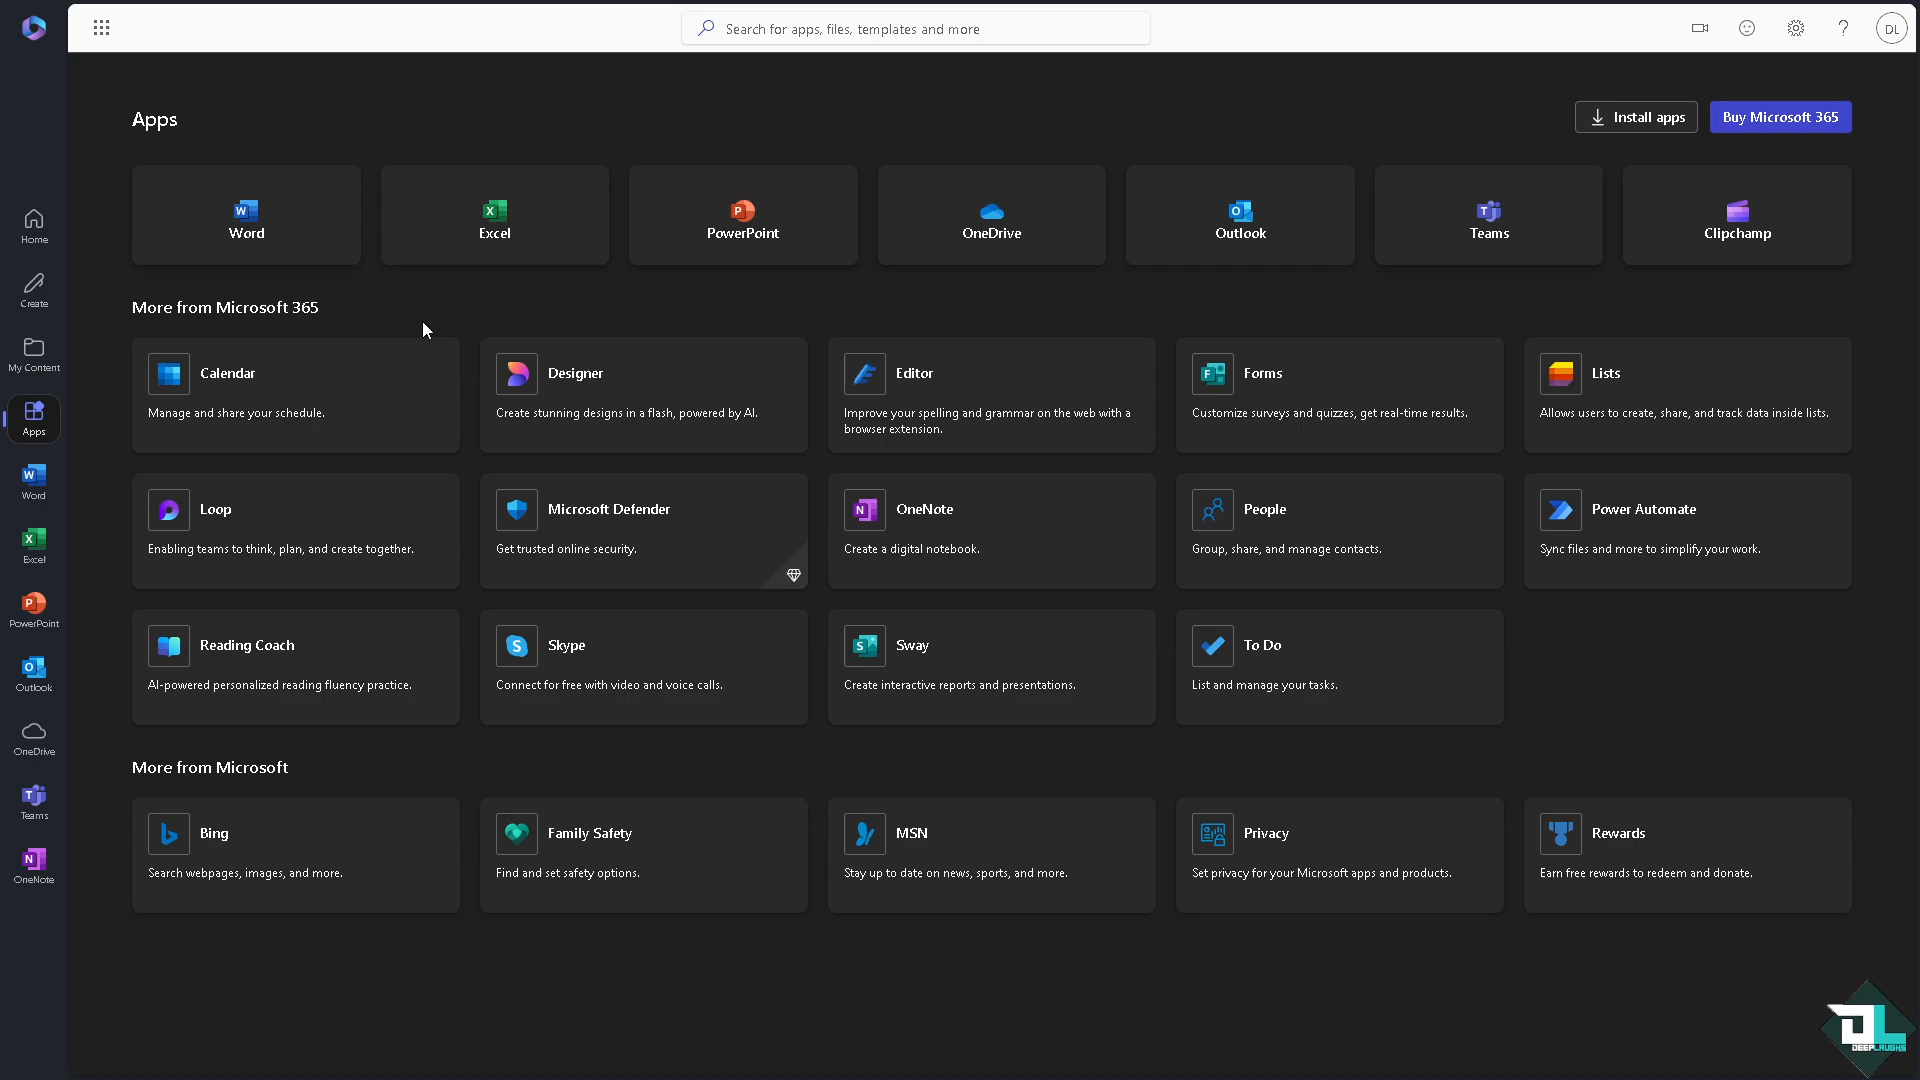 Search for apps, files, templates and more
DL
Apps
Install apps
Buy Microsoft 365
Word
Excel
PowerPoint
OneDrive
Outlook
Teams
Clipchamp
More from Microsoft 365
Calendar
Manage and share your schedule.
Designer
Create stunning designs in a flash, powered by AI.
Editor
Improve your spelling and grammar on the web with a
browser extension.
Forms
Customize surveys and quizzes, get real-time results.
Lists
Allows users to create, share, and track data inside lists.
Loop
Enabling teams to think, plan, and create together.
Microsoft Defender
Get trusted online security.
OneNote
Create a digital notebook.
People
Group, share, and manage contacts.
Power Automate
Sync files and more to simplify your work.
Reading Coach
AI-powered personalized reading fluency practice.
Skype
Connect for free with video and voice calls.
Sway
Create interactive reports and presentations.
To Do
List and manage your tasks.
More from Microsoft
Bing
Search webpages, images, and more.
Family Safety
Find and set safety options.
MSN
Stay up to date on news, sports, and more.
Privacy
Set privacy for your Microsoft apps and products.
Rewards
Earn free rewards to redeem and donate.
Home
Create
My Content
Apps
Word
Excel
PowerPoint
Outlook
OneDrive
Teams
OneNote
DL
DEEPLAUGHS